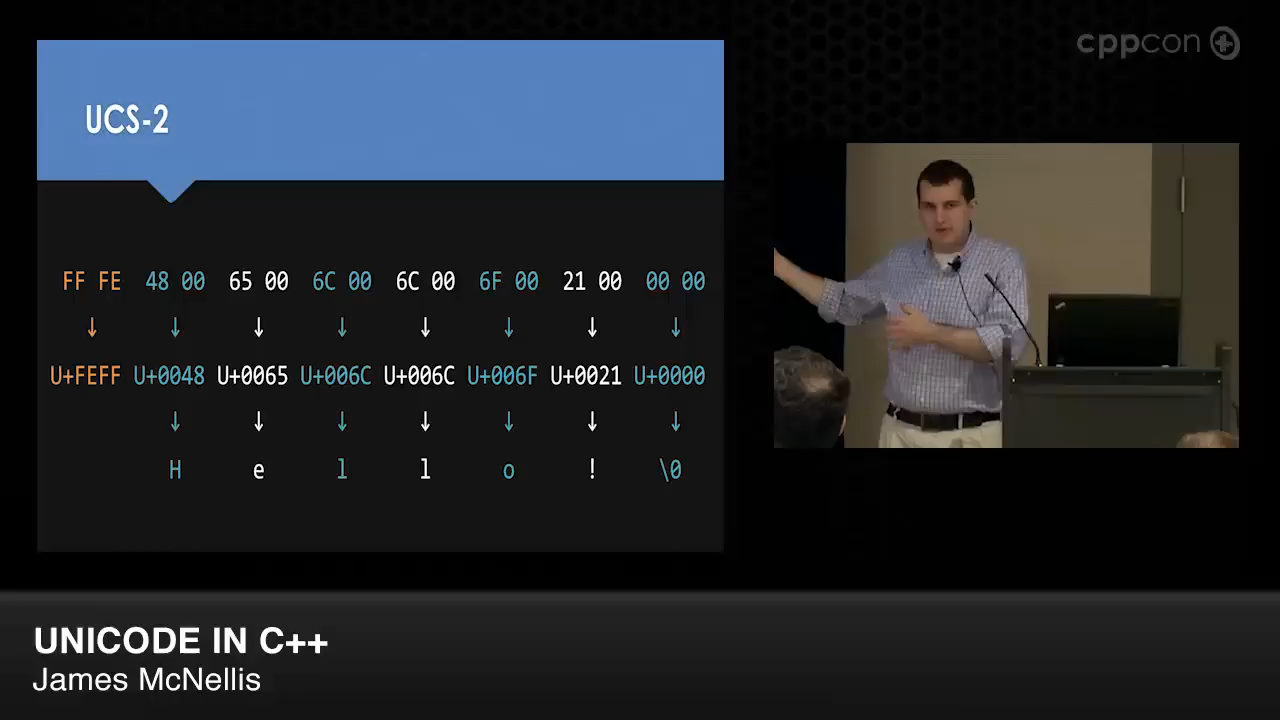 cppcon
UCS-2
FF FE 48 00 65 00 6C 00 6C 00 6F 00 21 00 00 00
↓ ↓ ↓ ↓ ↓ ↓ ↓ ↓
U+FEFF U+0048 U+0065 U+006C U+006C U+006F U+0021 U+0000
↓ ↓ ↓ ↓ ↓ ↓ ↓
H e l l o ! \0
UNICODE IN C++
James McNellis